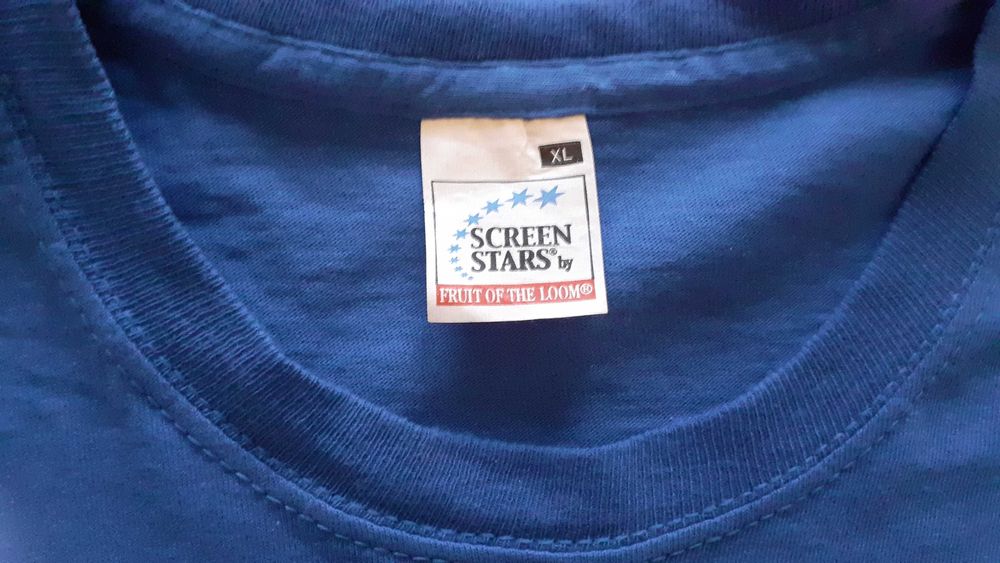 XL
SCREEN
STARS® by
FRUIT OF THE LOOM®